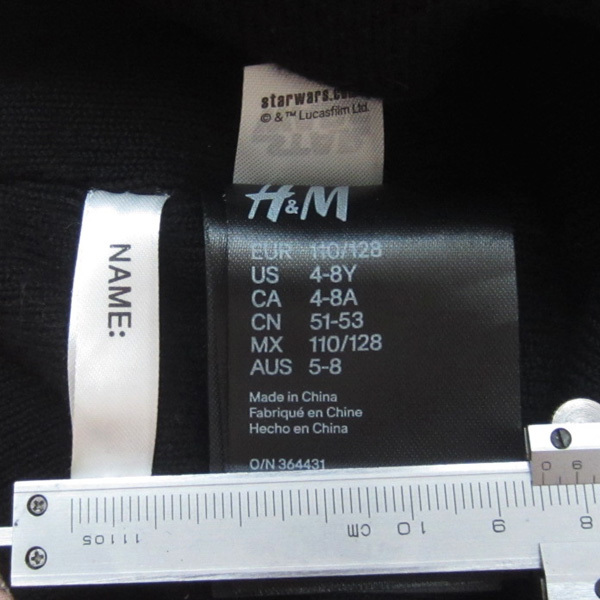 starwars.com
© & ™ Lucasfilm Ltd.
H&M
EUR 110/128
US 4-8Y
CA 4-8A
CN 51-53
MX 110/128
AUS 5-8
Made in China
Fabriqué en Chine
Hecho en China
O/N 364431
NAME:
0 9
11105 CM 10 9 8